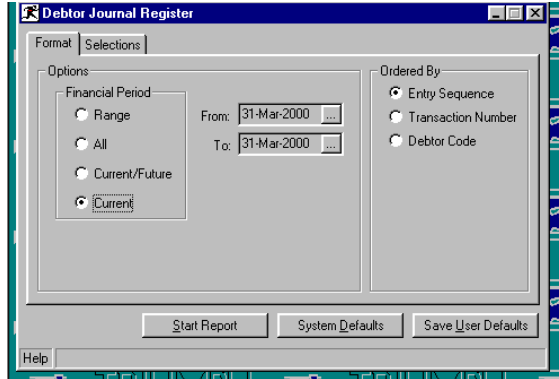 Debtor Journal Register
Format Selections
Options
Financial Period
Range
All
Current/Future
Current
From: 31-Mar-2000 ...
To: 31-Mar-2000 ...
Ordered By
Entry Sequence
Transaction Number
Debtor Code
Start Report System Defaults Save User Defaults
Help